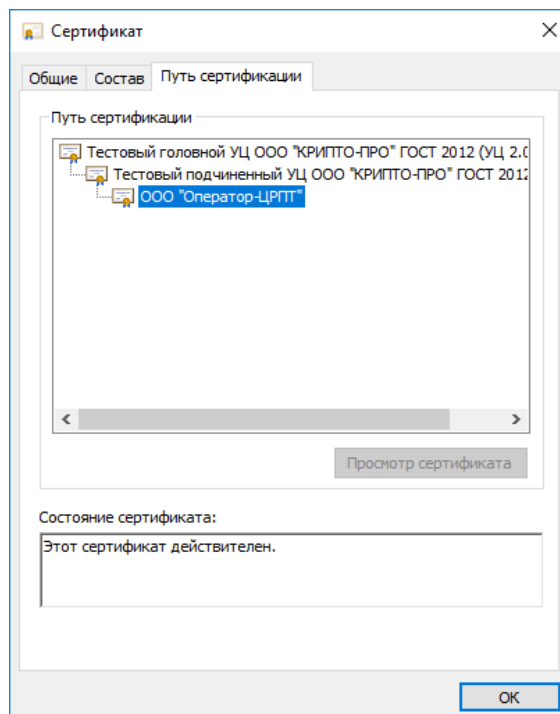 Сертификат
Общие Состав Путь сертификации
Путь сертификации
Тестовый головной УЦ ООО "КРИПТО-ПРО" ГОСТ 2012 (УЦ 2.0
Тестовый подчиненный УЦ ООО "КРИПТО-ПРО" ГОСТ 2012
ООО "Оператор-ЦРПТ"
Просмотр сертификата
Состояние сертификата:
Этот сертификат действителен.
ОК